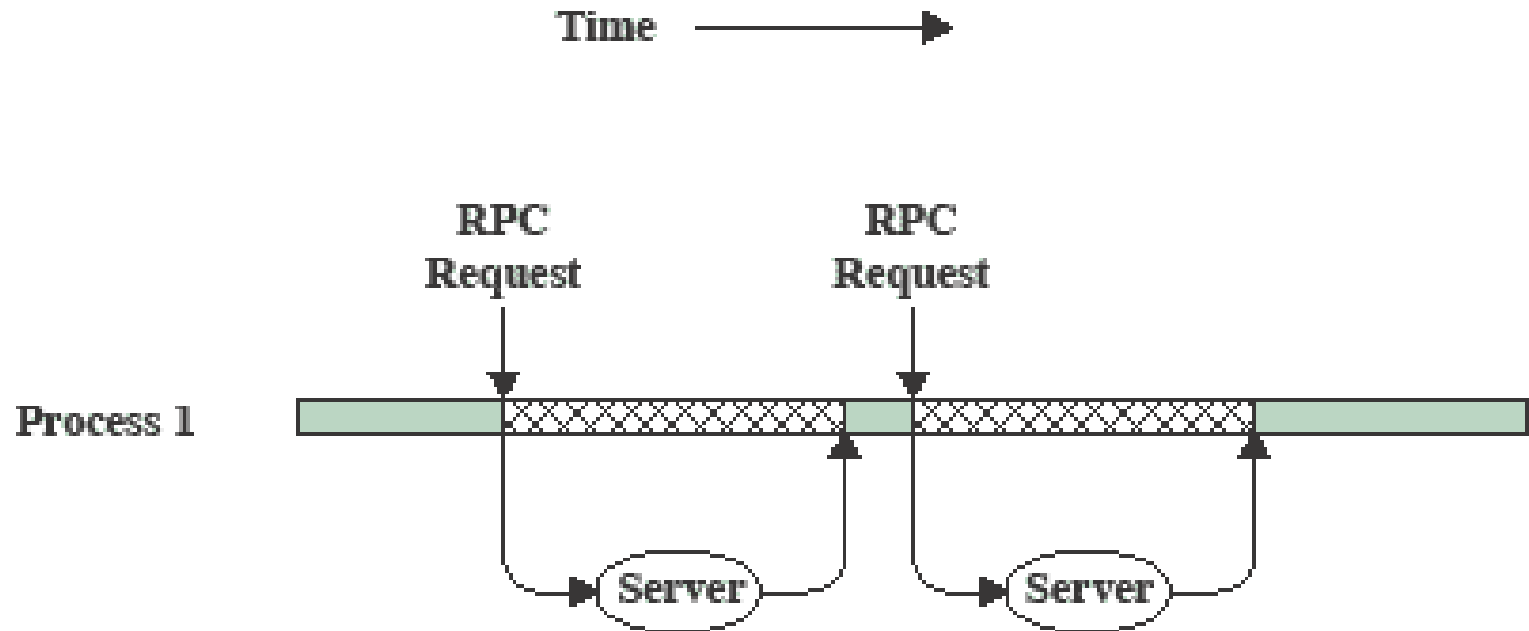 Time
RPC
Request
RPC
Request
Process 1
Server
Server